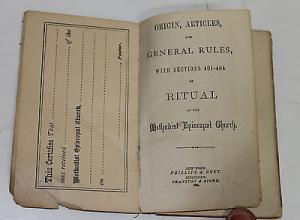 This Certifies That
was received
of the
Methodist Episcopal Church,
on
Pastor.
ORIGIN, ARTICLES,
AND
GENERAL RULES,
WITH SECTIONS 401-404
OF
RITUAL
OF THE
Methodist Episcopal Church.
NEW YORK:
PHILLIPS & HUNT.
CINCINNATI:
CRANSTON & STOWE.